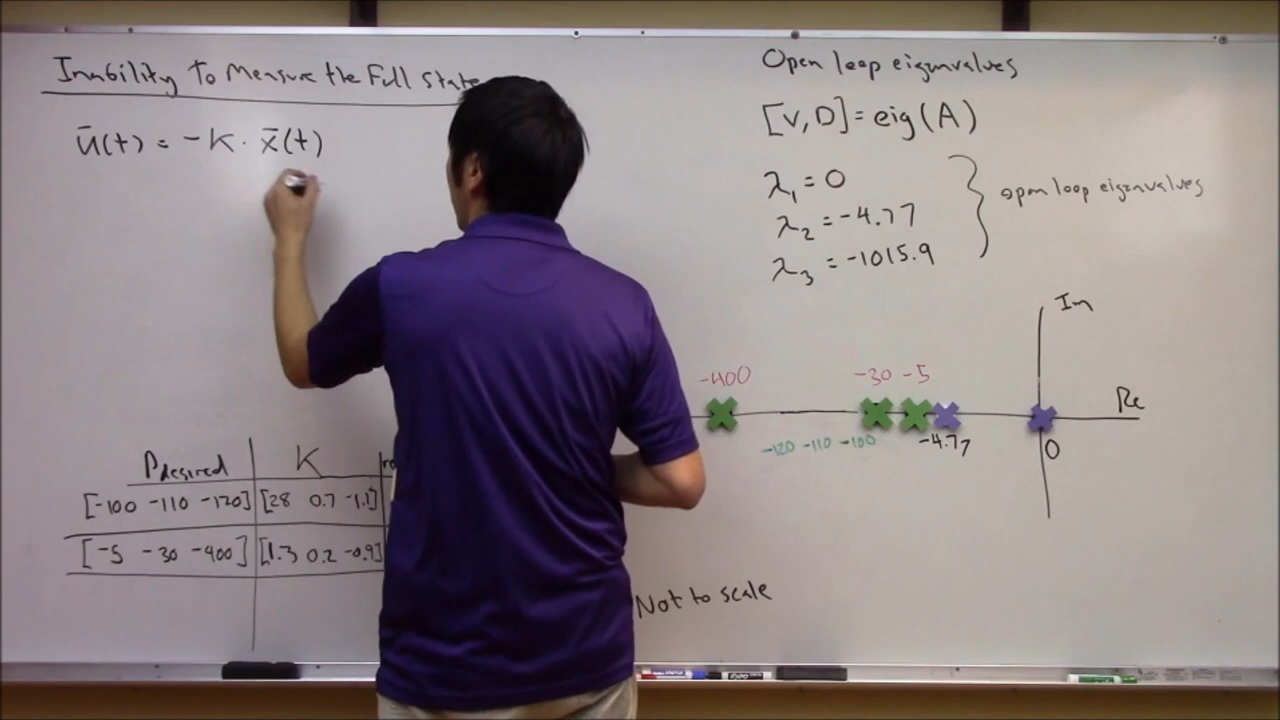 Inability To Measure the Full State
ū(t) = -K · x̄(t)
Open loop eigenvalues
[V,D]=eig(A)
λ₁ = 0
λ₂ = -4.77
λ₃ = -1015.9
open loop eigenvalues
Im
Re
-400 -30 -5
-120 -110 -100 -4.77 0
Pdesired K
[-100 -110 -120] [28 0.7 -1.1]
[-5 -30 -400] [1.3 0.2 -0.9]
Not to scale